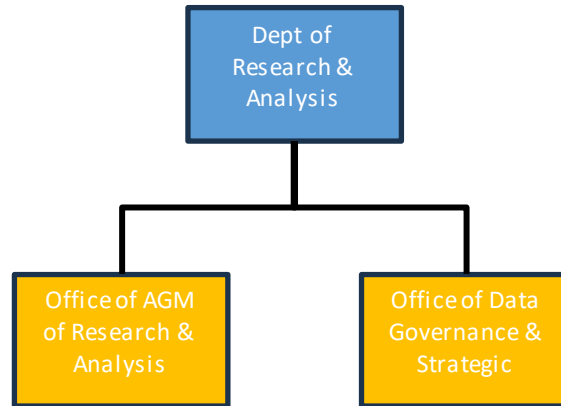 Dept of
Research &
Analysis
Office of AGM
of Research &
Analysis
Office of Data
Governance &
Strategic